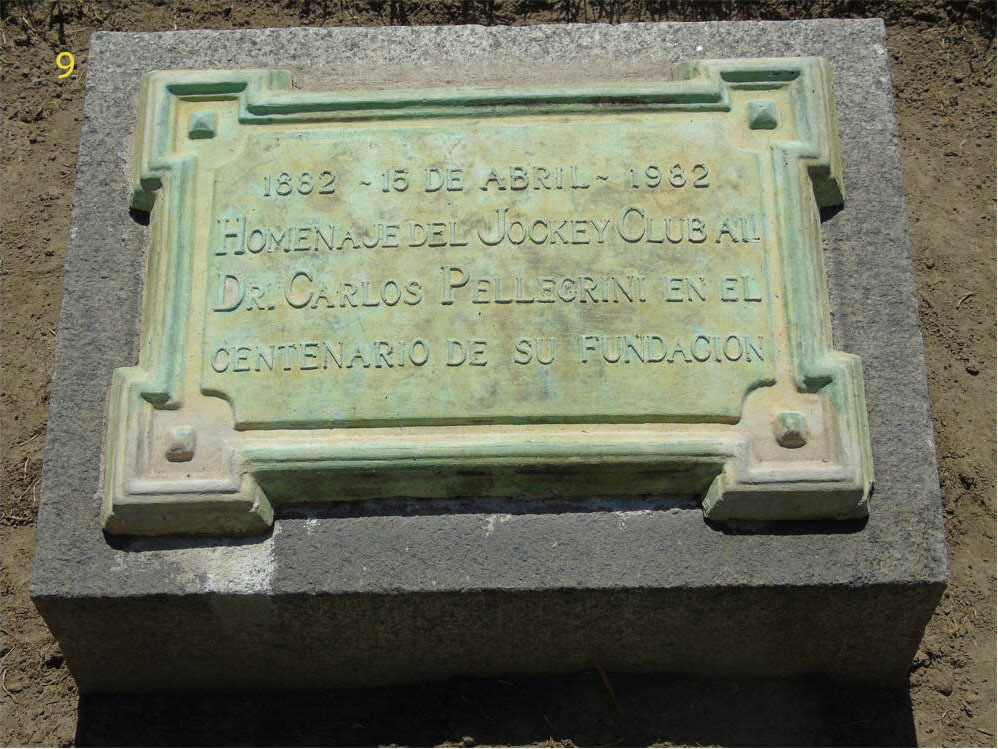 9
1882 ~ 15 DE ABRIL ~ 1982
HOMENAJE DEL JOCKEY CLUB AL
DR. CARLOS PELLEGRINI EN EL
CENTENARIO DE SU FUNDACION